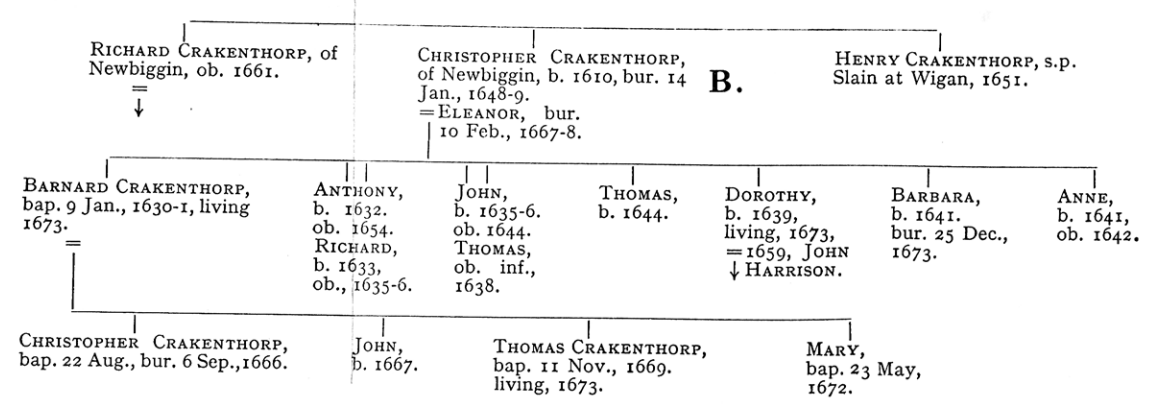 RICHARD CRAKENTHORP, of
Newbiggin, ob. 1661.
=
CHRISTOPHER CRAKENTHORP,
of Newbiggin, b. 1610, bur. 14
Jan., 1648-9.
=ELEANOR, bur.
10 Feb., 1667-8.
B.
HENRY CRAKENTHORP, s.p.
Slain at Wigan, 1651.
BARNARD CRAKENTHORP,
bap. 9 Jan., 1630-1, living
1673.
=
ANTHONY,
b. 1632.
ob. 1654.
RICHARD,
b. 1633,
ob., 1635-6.
JOHN,
b. 1635-6.
ob. 1644.
THOMAS,
ob. inf.,
1638.
THOMAS,
b. 1644.
DOROTHY,
b. 1639,
living, 1673,
=1659, JOHN
HARRISON.
BARBARA,
b. 1641.
bur. 25 Dec.,
1673.
ANNE,
b. 1641,
ob. 1642.
CHRISTOPHER CRAKENTHORP,
bap. 22 Aug., bur. 6 Sep.,1666.
JOHN,
b. 1667.
THOMAS CRAKENTHORP,
bap. 11 Nov., 1669.
living, 1673.
MARY,
bap. 23 May,
1672.